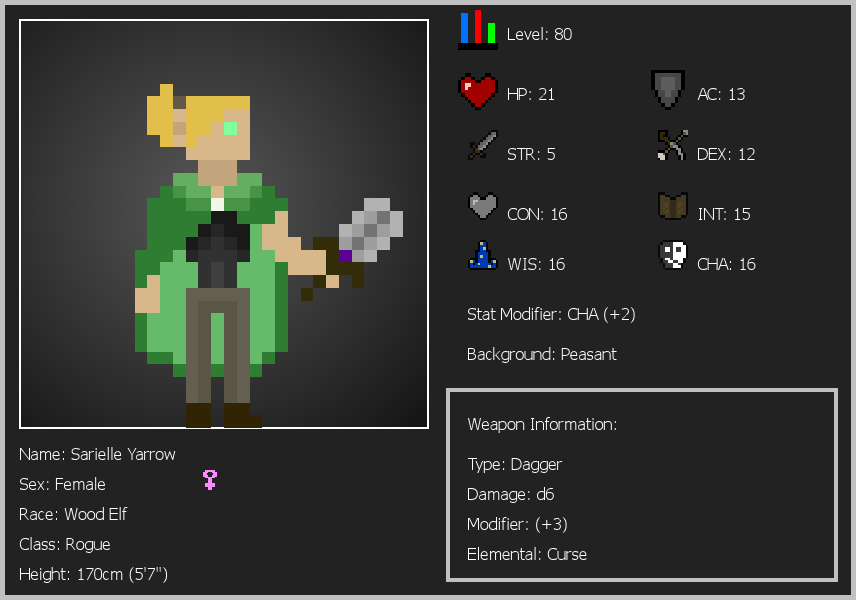 Level: 80
HP: 21
AC: 13
STR: 5
DEX: 12
CON: 16
INT: 15
WIS: 16
CHA: 16
Stat Modifier: CHA (+2)
Background: Peasant
Weapon Information:
Type: Dagger
Damage: d6
Modifier: (+3)
Elemental: Curse
Name: Sarielle Yarrow
Sex: Female
Race: Wood Elf
Class: Rogue
Height: 170cm (5'7")